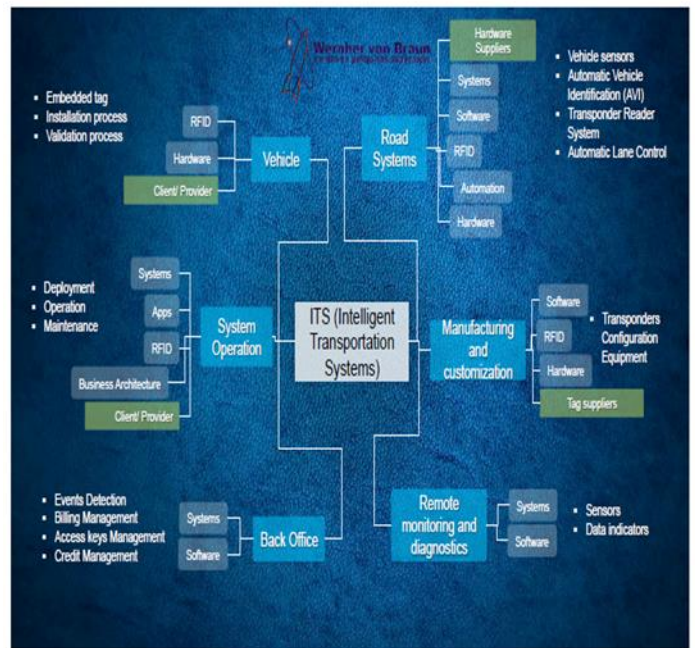 Wernher von Braun
Embedded tag
Installation process
Validation process
RFID
Hardware
Client/ Provider
Vehicle
Road
Systems
Hardware
Suppliers
Systems
Software
RFID
Automation
Hardware
Vehicle sensors
Automatic Vehicle
Identification (AVI)
Transponder Reader
System
Automatic Lane Control
Deployment
Operation
Maintenance
Systems
Apps
RFID
Business Architecture
Client/ Provider
System
Operation
ITS (Intelligent
Transportation
Systems)
Manufacturing
and
customization
Software
RFID
Hardware
Tag suppliers
Transponders
Configuration
Equipment
Events Detection
Billing Management
Access keys Management
Credit Management
Systems
Software
Back Office
Remote
monitoring and
diagnostics
Systems
Software
Sensors
Data indicators